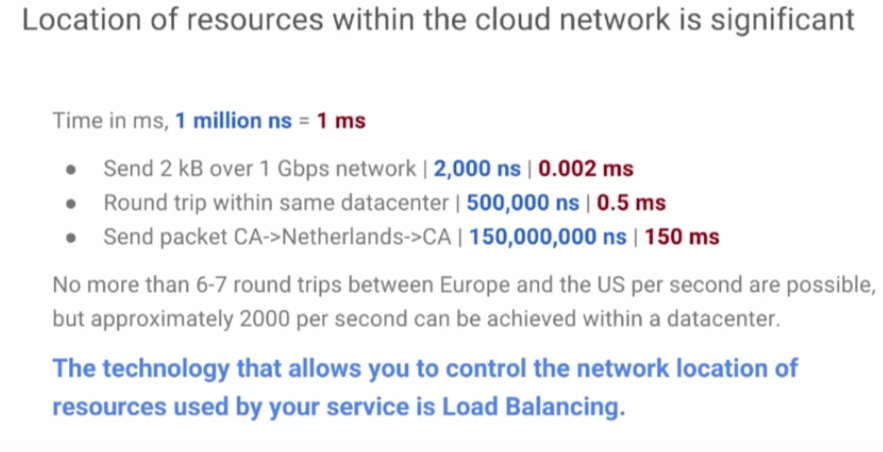 Location of resources within the cloud network is significant
Time in ms, 1 million ns = 1 ms
• Send 2 kB over 1 Gbps network | 2,000 ns | 0.002 ms
• Round trip within same datacenter | 500,000 ns | 0.5 ms
• Send packet CA->Netherlands->CA | 150,000,000 ns | 150 ms
No more than 6-7 round trips between Europe and the US per second are possible,
but approximately 2000 per second can be achieved within a datacenter.
The technology that allows you to control the network location of
resources used by your service is Load Balancing.